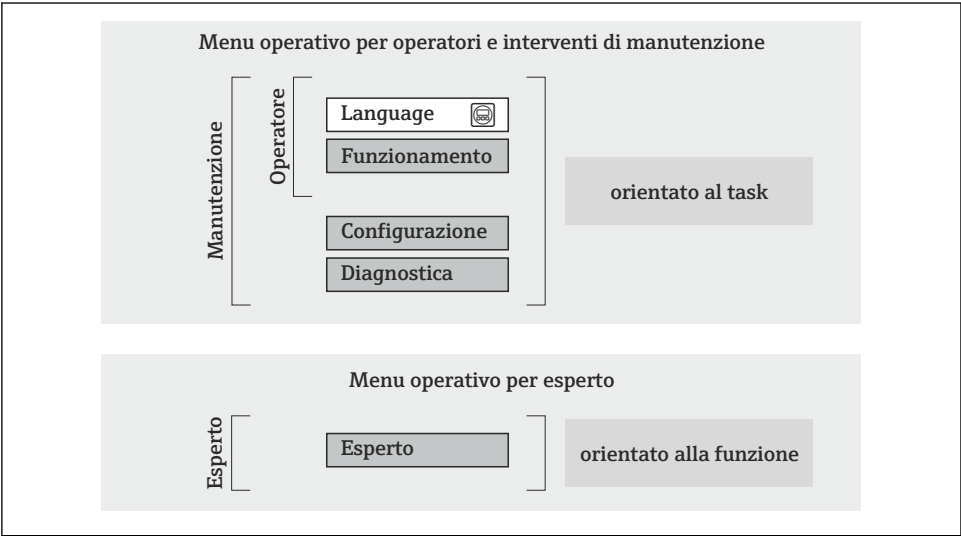 Menu operativo per operatori e interventi di manutenzione
Manutenzione
Operatore
Language
Funzionamento
Configurazione
Diagnostica
orientato al task
Menu operativo per esperto
Esperto
Esperto
orientato alla funzione